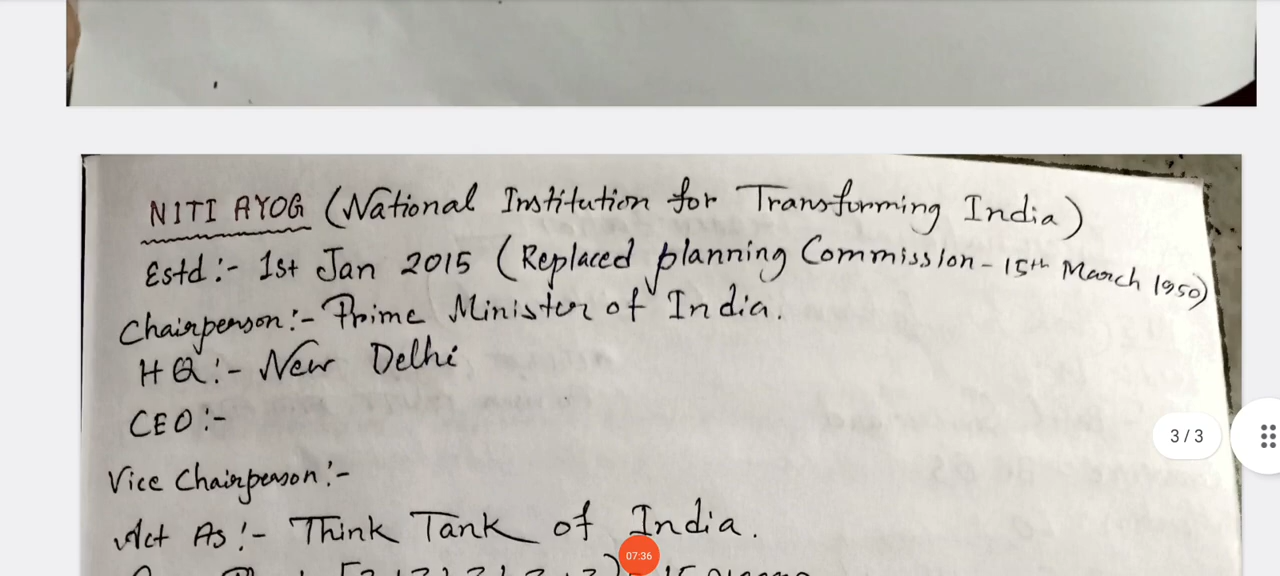 NITI AYOG (National Institution for Transforming India)
Estd :- 1st Jan 2015 (Replaced planning Commission - 15th March 1950)
Chairperson :- Prime Minister of India.
HQ :- New Delhi
CEO :-
Vice Chairperson :-
Act As :- Think Tank of India.
3 / 3
07:36